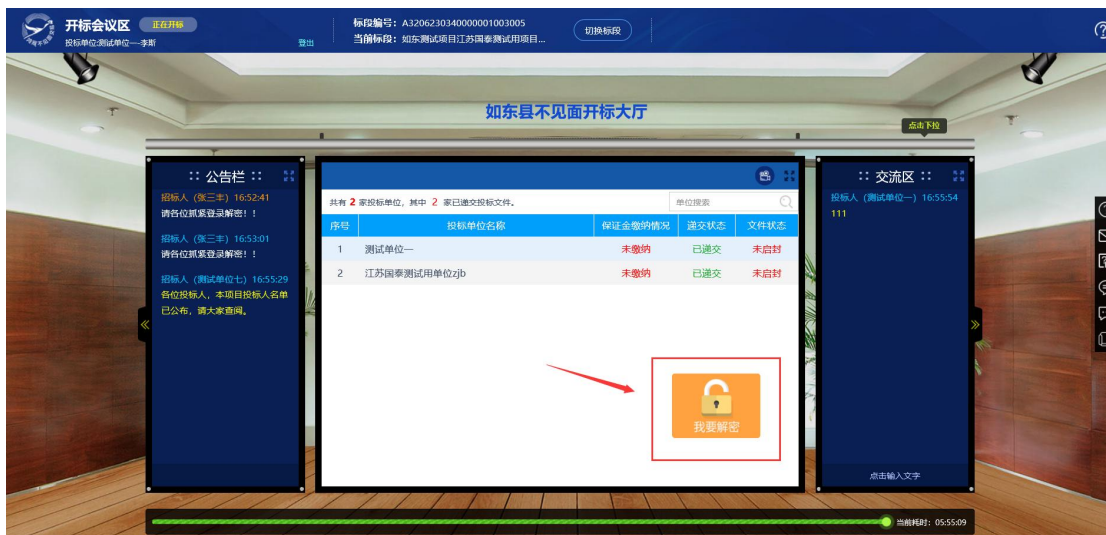 开标会议区 正在开标
投标单位:测试单位一-李斯 登出
标段编号：A3206230340000001003005
当前标段：如东测试项目江苏国泰测试用项目...
切换标段
如东县不见面开标大厅
点击下拉
:: 公告栏 ::
招标人（张三丰）16:52:41
请各位抓紧登录解密！！
招标人（张三丰）16:53:01
请各位抓紧登录解密！！
招标人（测试单位七）16:55:29
各位投标人，本项目投标人名单
已公布，请大家查阅。
共有 2 家投标单位，其中 2 家已递交投标文件。 单位搜索
序号 投标单位名称 保证金缴纳情况 递交状态 文件状态
1 测试单位一 未缴纳 已递交 未启封
2 江苏国泰测试用单位zjb 未缴纳 已递交 未启封
我要解密
:: 交流区 ::
投标人（测试单位一）16:55:54
111
点击输入文字
当前耗时：05:55:09